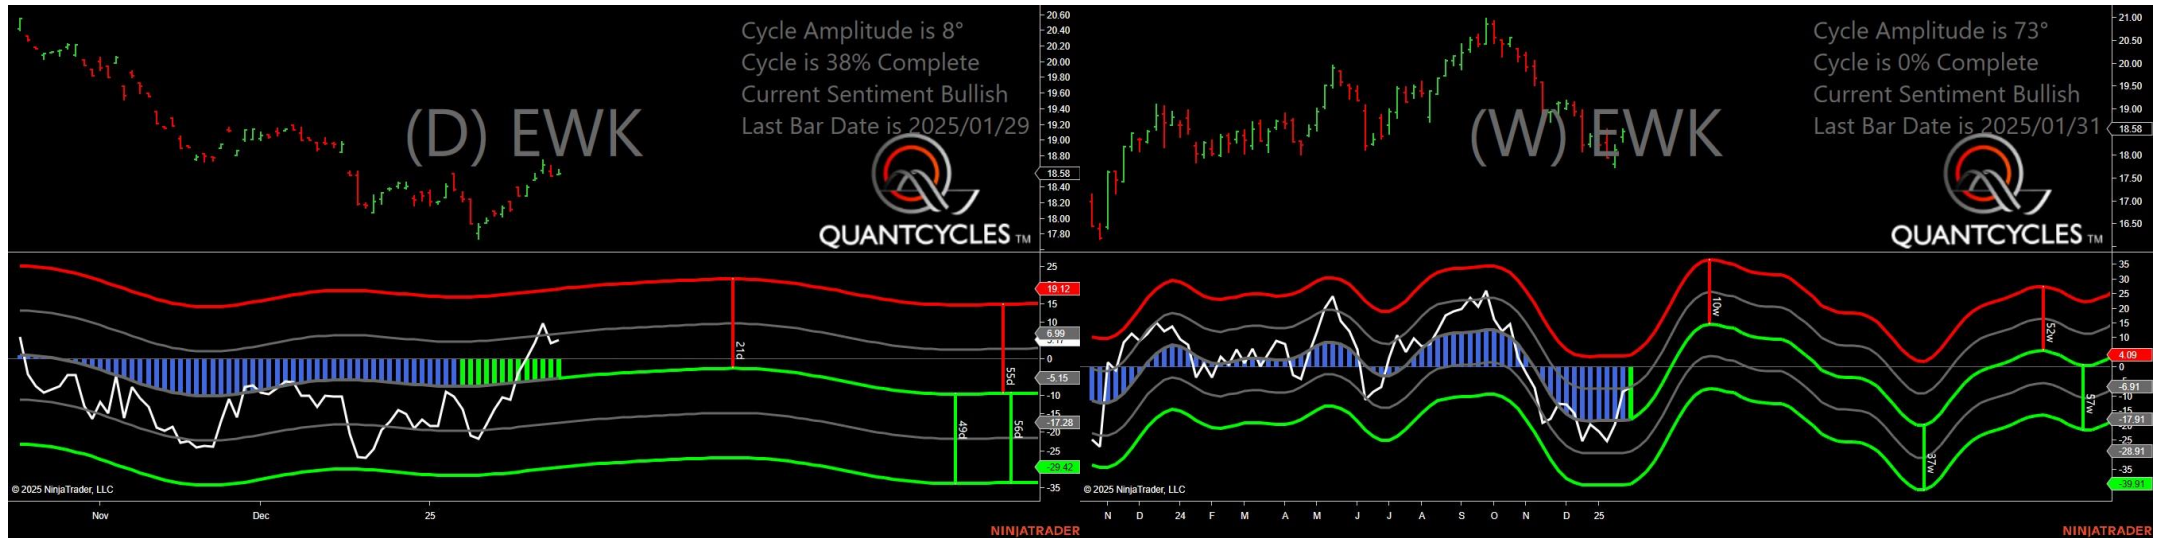 Cycle Amplitude is 8°
Cycle is 38% Complete
Current Sentiment Bullish
Last Bar Date is 2025/01/29
(D) EWK
QUANTCYCLES TM
20.60
20.40
20.20
20.00
19.80
19.60
19.40
19.20
19.00
18.80
18.58
18.40
18.20
18.00
17.80
25
19.12
15
10
6.99
0
-5.15
-10
-15
-17.28
-20
-25
-29.42
-35
21d
55d
49d
56d
© 2025 NinjaTrader, LLC
Nov Dec 25
NINJATRADER
Cycle Amplitude is 73°
Cycle is 0% Complete
Current Sentiment Bullish
Last Bar Date is 2025/01/31
(W) EWK
QUANTCYCLES TM
21.00
20.50
20.00
19.50
19.00
18.58
18.00
17.50
17.00
16.50
35
30
25
20
15
10
4.09
0
-6.91
-10
-15
-17.91
-25
-28.91
-35
-39.91
10w
52w
57w
© 2025 NinjaTrader, LLC
N D 24 F M A M J J A S O N D 25
NINJATRADER